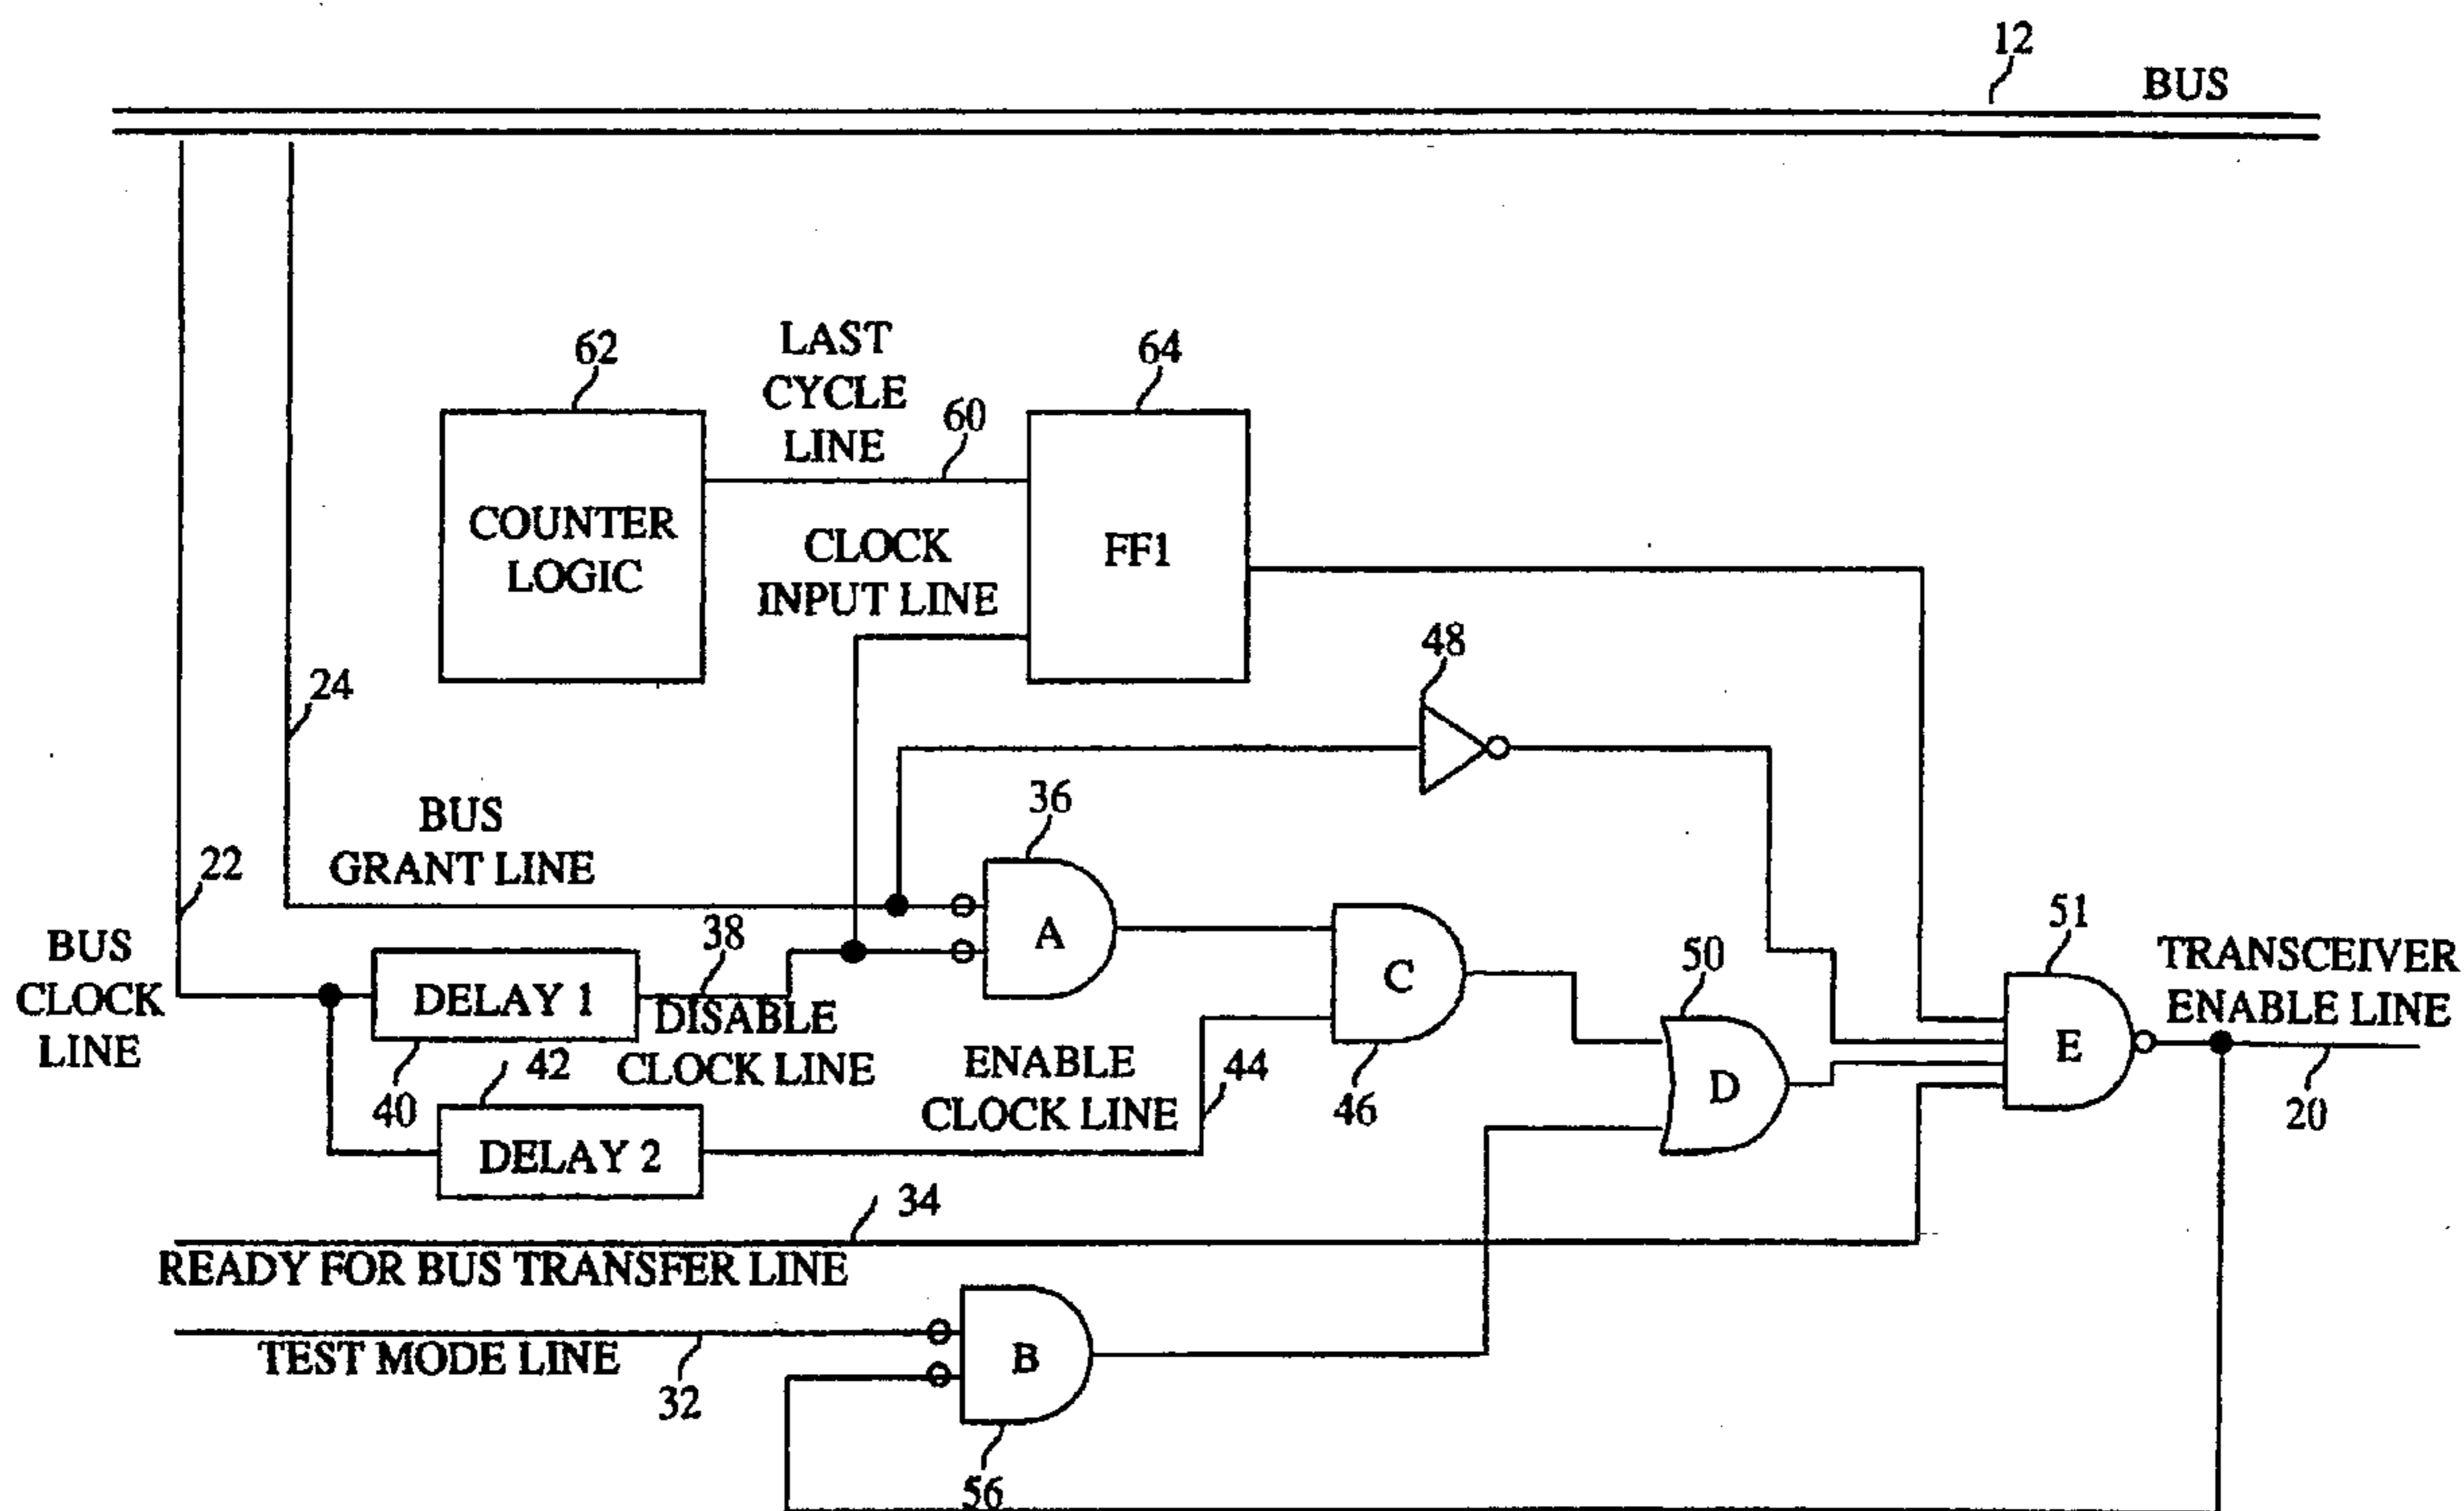 12
BUS
62
LAST
CYCLE
LINE
60
64
COUNTER
LOGIC
CLOCK
INPUT LINE
FF1
48
24
BUS
GRANT LINE
36
22
A
38
BUS
CLOCK
LINE
DELAY 1
DISABLE
CLOCK LINE
40
42
DELAY 2
ENABLE
CLOCK LINE
44
C
46
50
D
51
E
TRANSCEIVER
ENABLE LINE
20
34
READY FOR BUS TRANSFER LINE
TEST MODE LINE
32
B
56